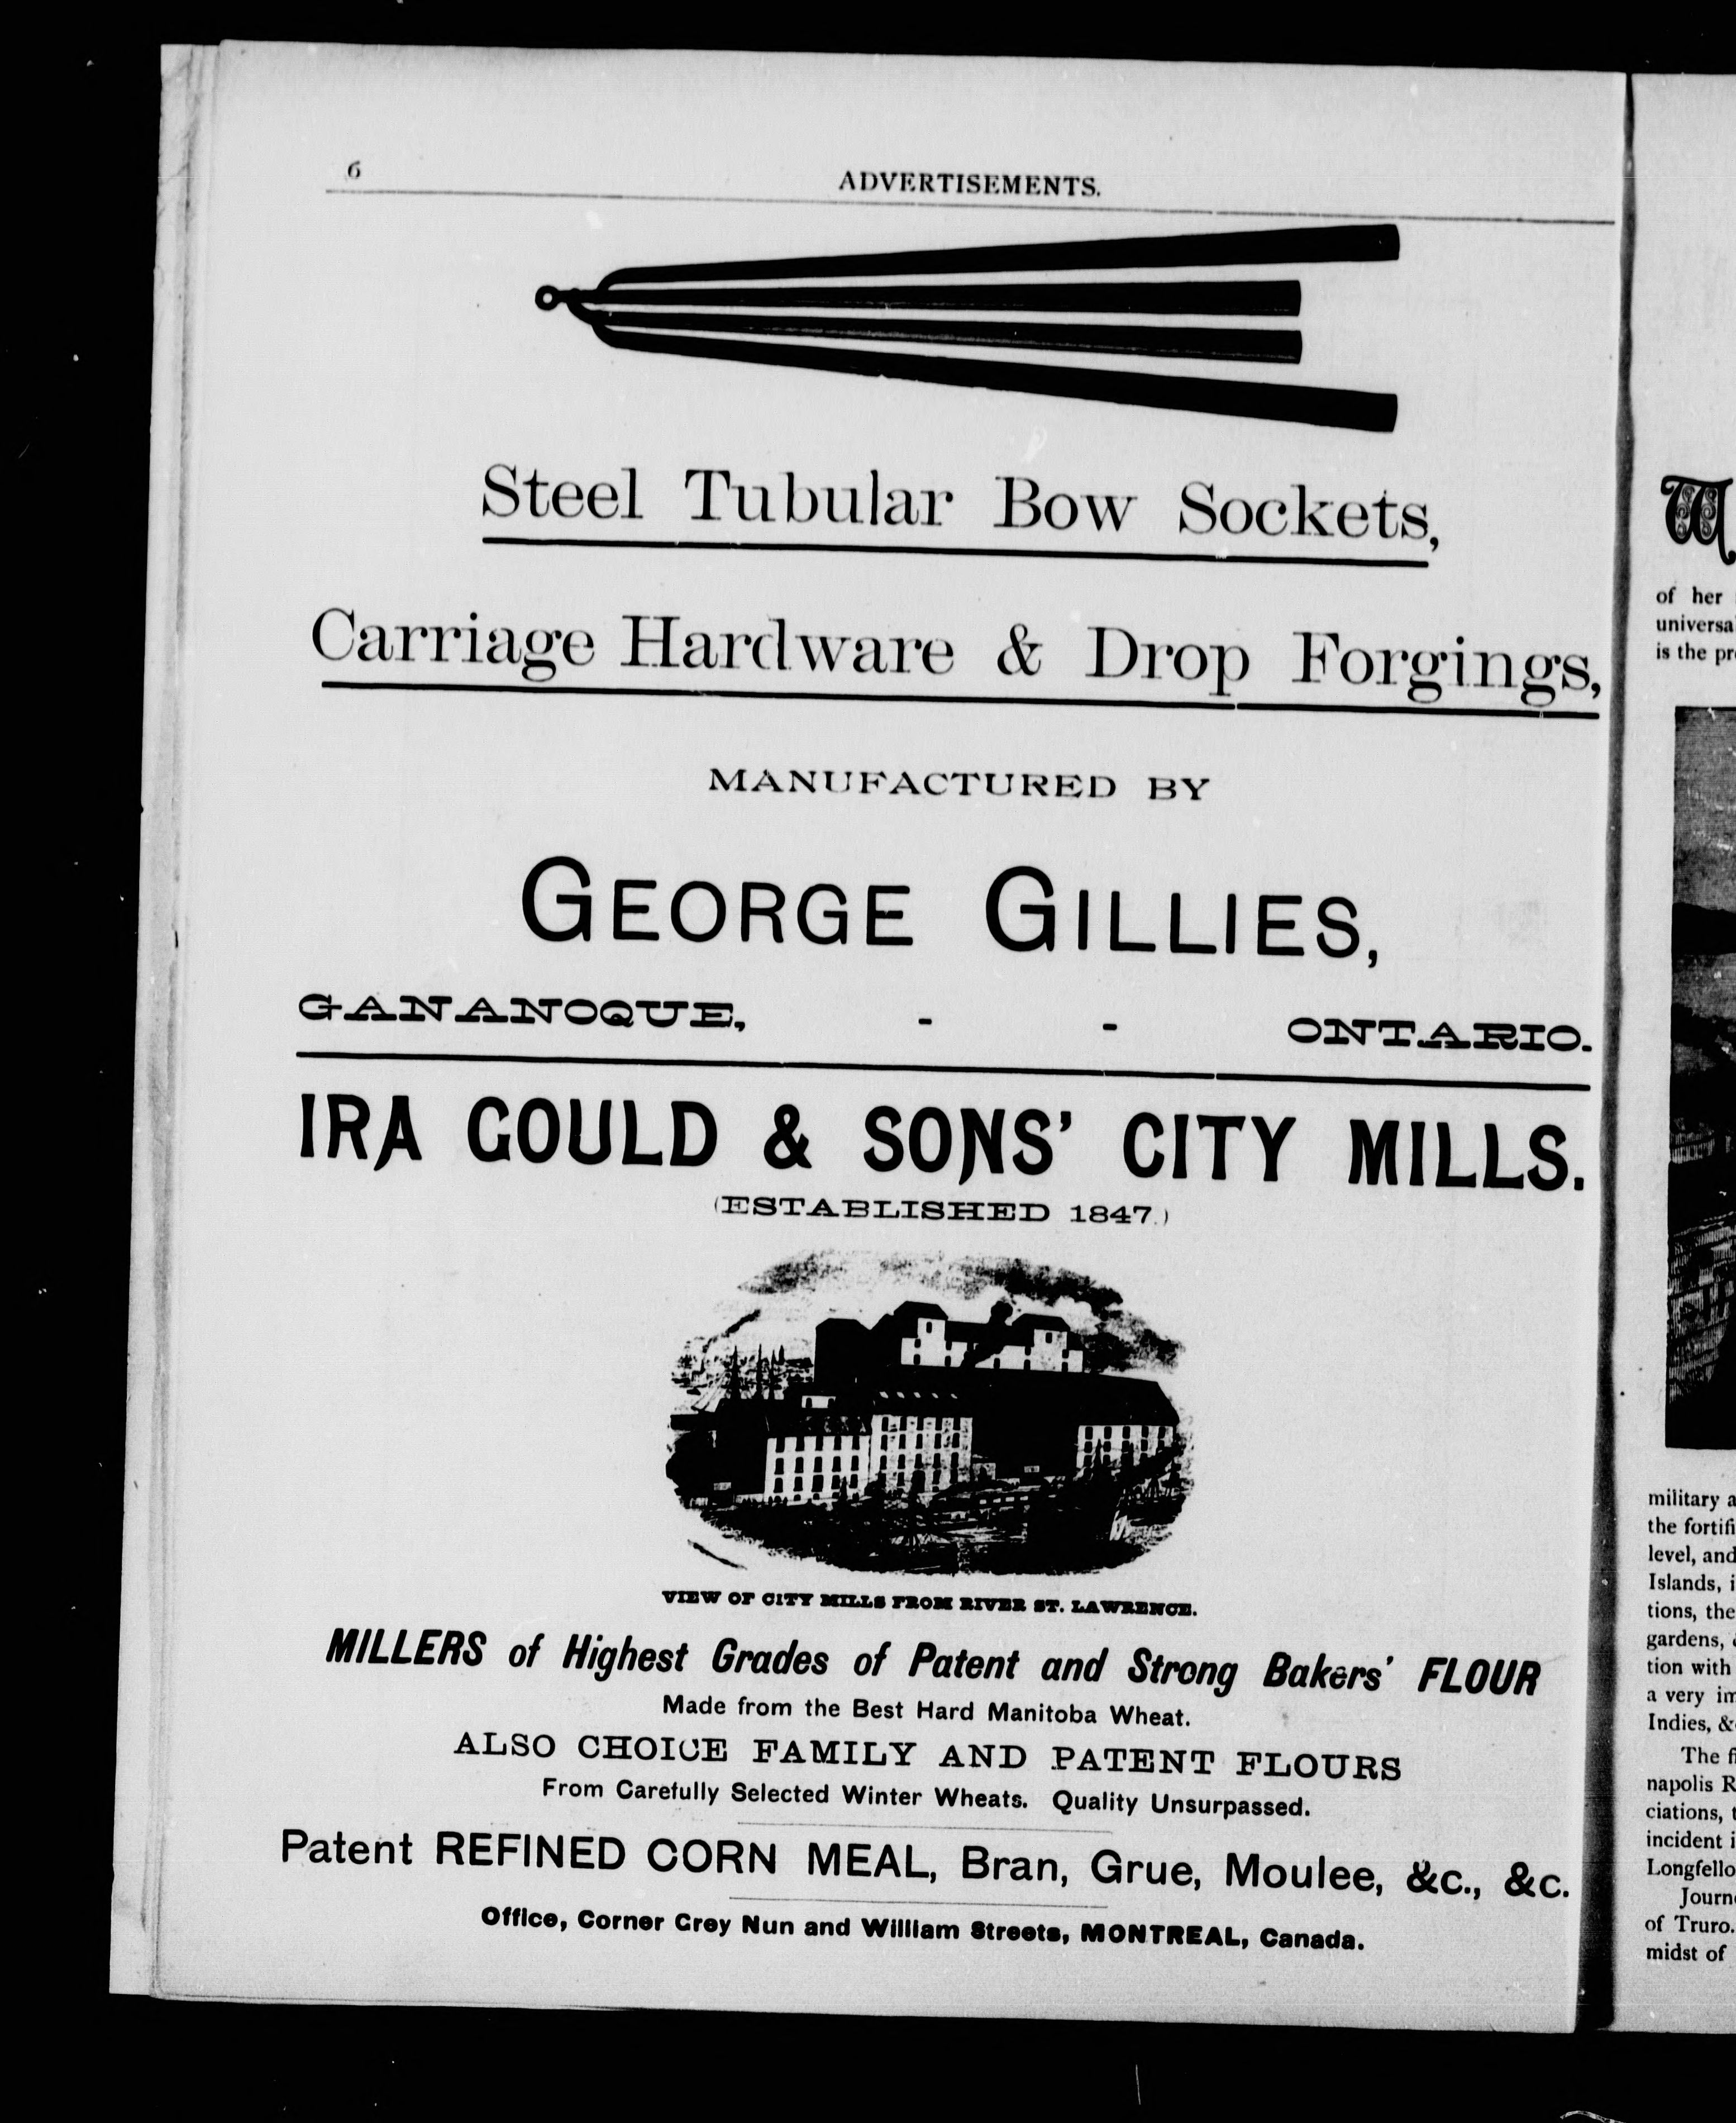 6
ADVERTISEMENTS.
Steel Tubular Bow Sockets,
Carriage Hardware & Drop Forgings,
MANUFACTURED BY
GEORGE GILLIES,
GANANOQUE, - - ONTARIO.
IRA GOULD & SONS' CITY MILLS.
(ESTABLISHED 1847.)
VIEW OF CITY MILLS FROM RIVER ST. LAWRENCE.
MILLERS of Highest Grades of Patent and Strong Bakers' FLOUR
Made from the Best Hard Manitoba Wheat.
ALSO CHOICE FAMILY AND PATENT FLOURS
From Carefully Selected Winter Wheats. Quality Unsurpassed.
Patent REFINED CORN MEAL, Bran, Grue, Moulee, &c., &c.
Office, Corner Grey Nun and William Streets, MONTREAL, Canada.
W
of her
is the
military
the
level, and
Islands,
tions, the
gardens,
tion with
a very
Indies,
The
napolis
ciations,
incident
of Truro.
midst of